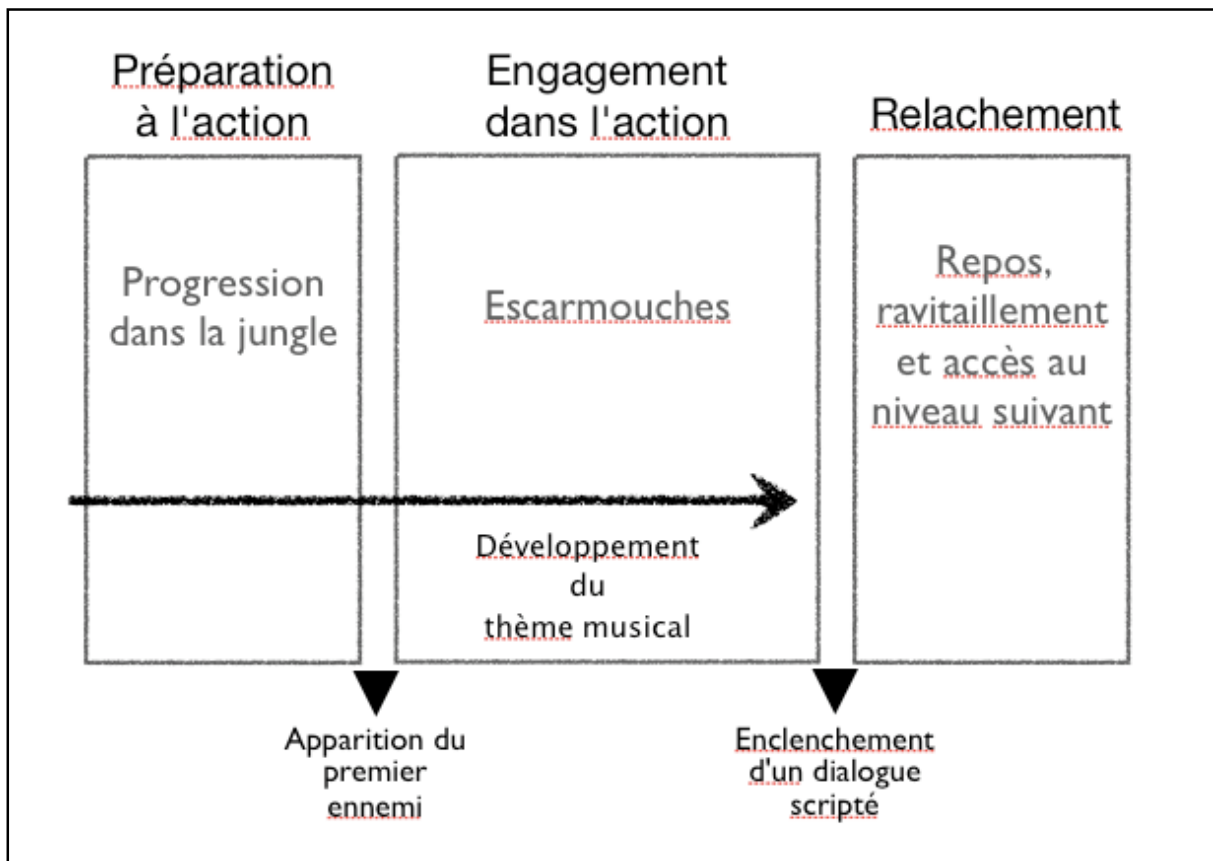 Préparation
à l'action
Engagement
dans l'action
Relachement
Progression
dans la jungle
Escarmouches
Repos,
ravitaillement
et accès au
niveau suivant
Développement
du
thème musical
Apparition du
premier
ennemi
Enclenchement
d'un dialogue
scripté